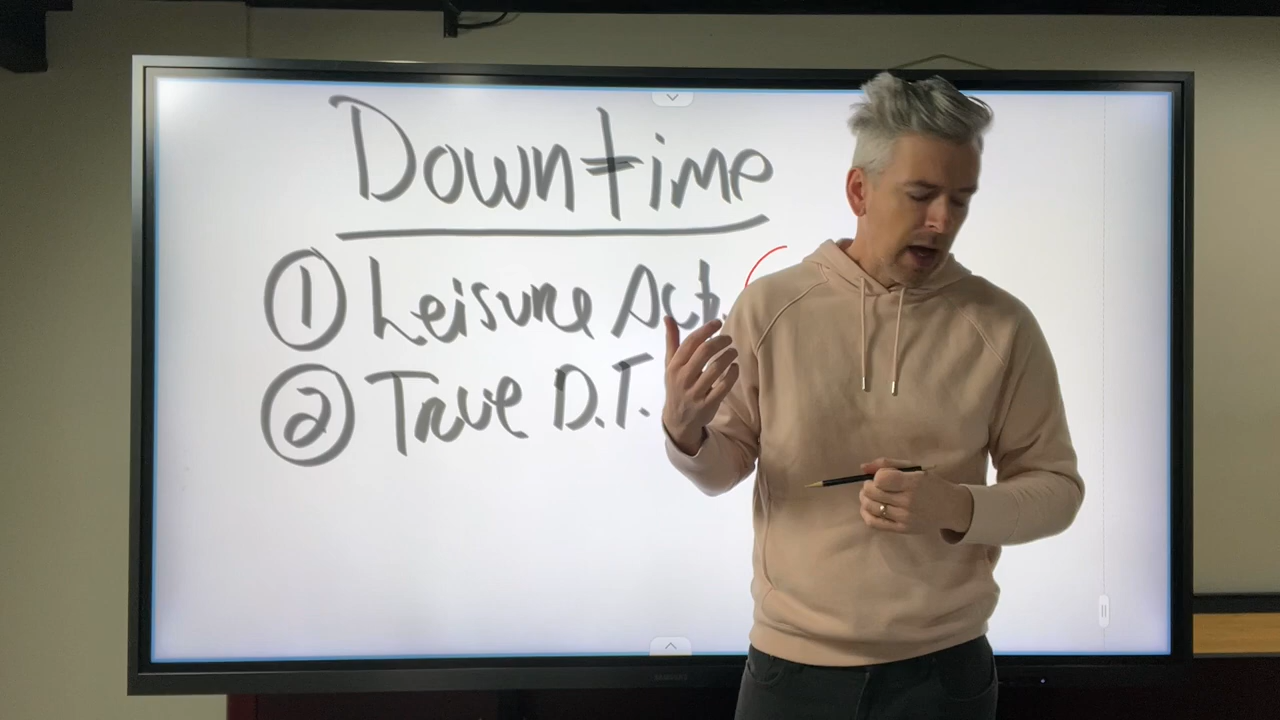 Downtime
① Leisure Act.
② True D.T.